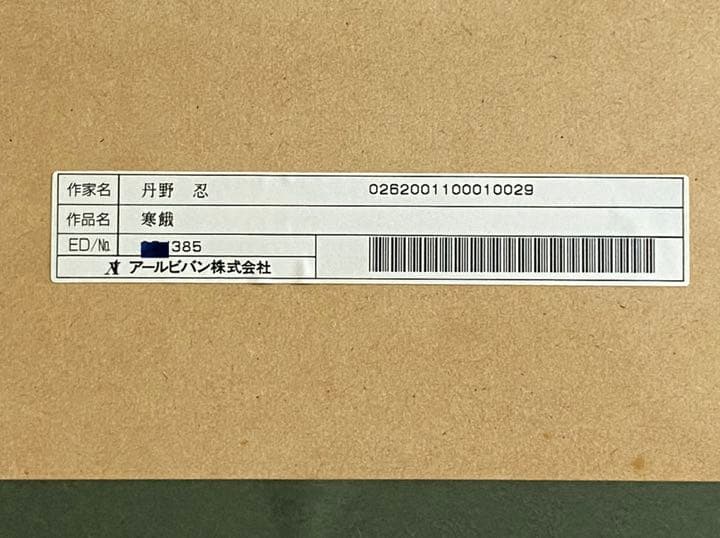 作家名 丹野 忍 0262001100010029
作品名 寒餓
ED/№ 385
アールビバン株式会社